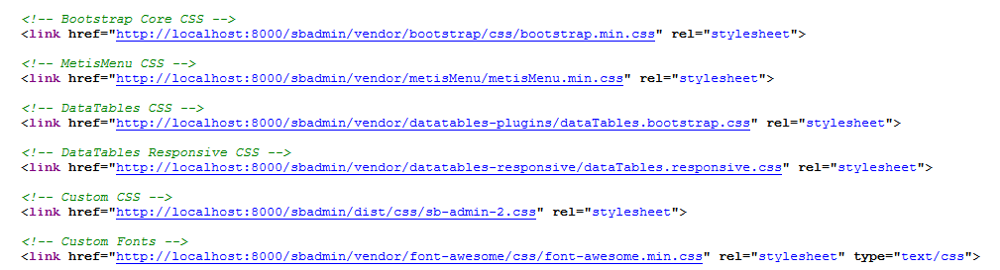 <!-- Bootstrap Core CSS -->
<link href="http://localhost:8000/sbadmin/vendor/bootstrap/css/bootstrap.min.css" rel="stylesheet">
<!-- MetisMenu CSS -->
<link href="http://localhost:8000/sbadmin/vendor/metisMenu/metisMenu.min.css" rel="stylesheet">
<!-- DataTables CSS -->
<link href="http://localhost:8000/sbadmin/vendor/datatables-plugins/dataTables.bootstrap.css" rel="stylesheet">
<!-- DataTables Responsive CSS -->
<link href="http://localhost:8000/sbadmin/vendor/datatables-responsive/dataTables.responsive.css" rel="stylesheet">
<!-- Custom CSS -->
<link href="http://localhost:8000/sbadmin/dist/css/sb-admin-2.css" rel="stylesheet">
<!-- Custom Fonts -->
<link href="http://localhost:8000/sbadmin/vendor/font-awesome/css/font-awesome.min.css" rel="stylesheet" type="text/css">